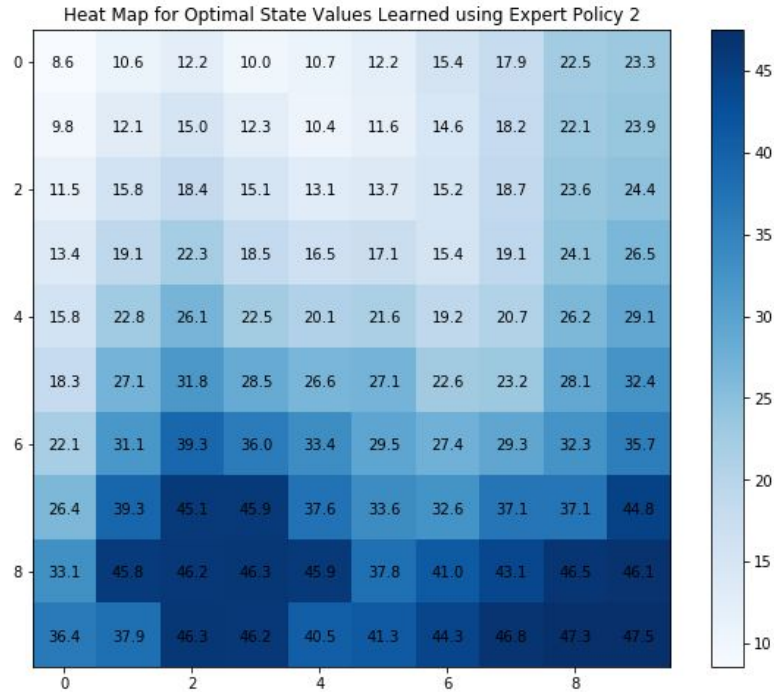 Heat Map for Optimal State Values Learned using Expert Policy 2
0 8.6 10.6 12.2 10.0 10.7 12.2 15.4 17.9 22.5 23.3
9.8 12.1 15.0 12.3 10.4 11.6 14.6 18.2 22.1 23.9
2 11.5 15.8 18.4 15.1 13.1 13.7 15.2 18.7 23.6 24.4
13.4 19.1 22.3 18.5 16.5 17.1 15.4 19.1 24.1 26.5
4 15.8 22.8 26.1 22.5 20.1 21.6 19.2 20.7 26.2 29.1
18.3 27.1 31.8 28.5 26.6 27.1 22.6 23.2 28.1 32.4
6 22.1 31.1 39.3 36.0 33.4 29.5 27.4 29.3 32.3 35.7
26.4 39.3 45.1 45.9 37.6 33.6 32.6 37.1 37.1 44.8
8 33.1 45.8 46.2 46.3 45.9 37.8 41.0 43.1 46.5 46.1
36.4 37.9 46.3 46.2 40.5 41.3 44.3 46.8 47.3 47.5
0 2 4 6 8
45
40
35
30
25
20
15
10